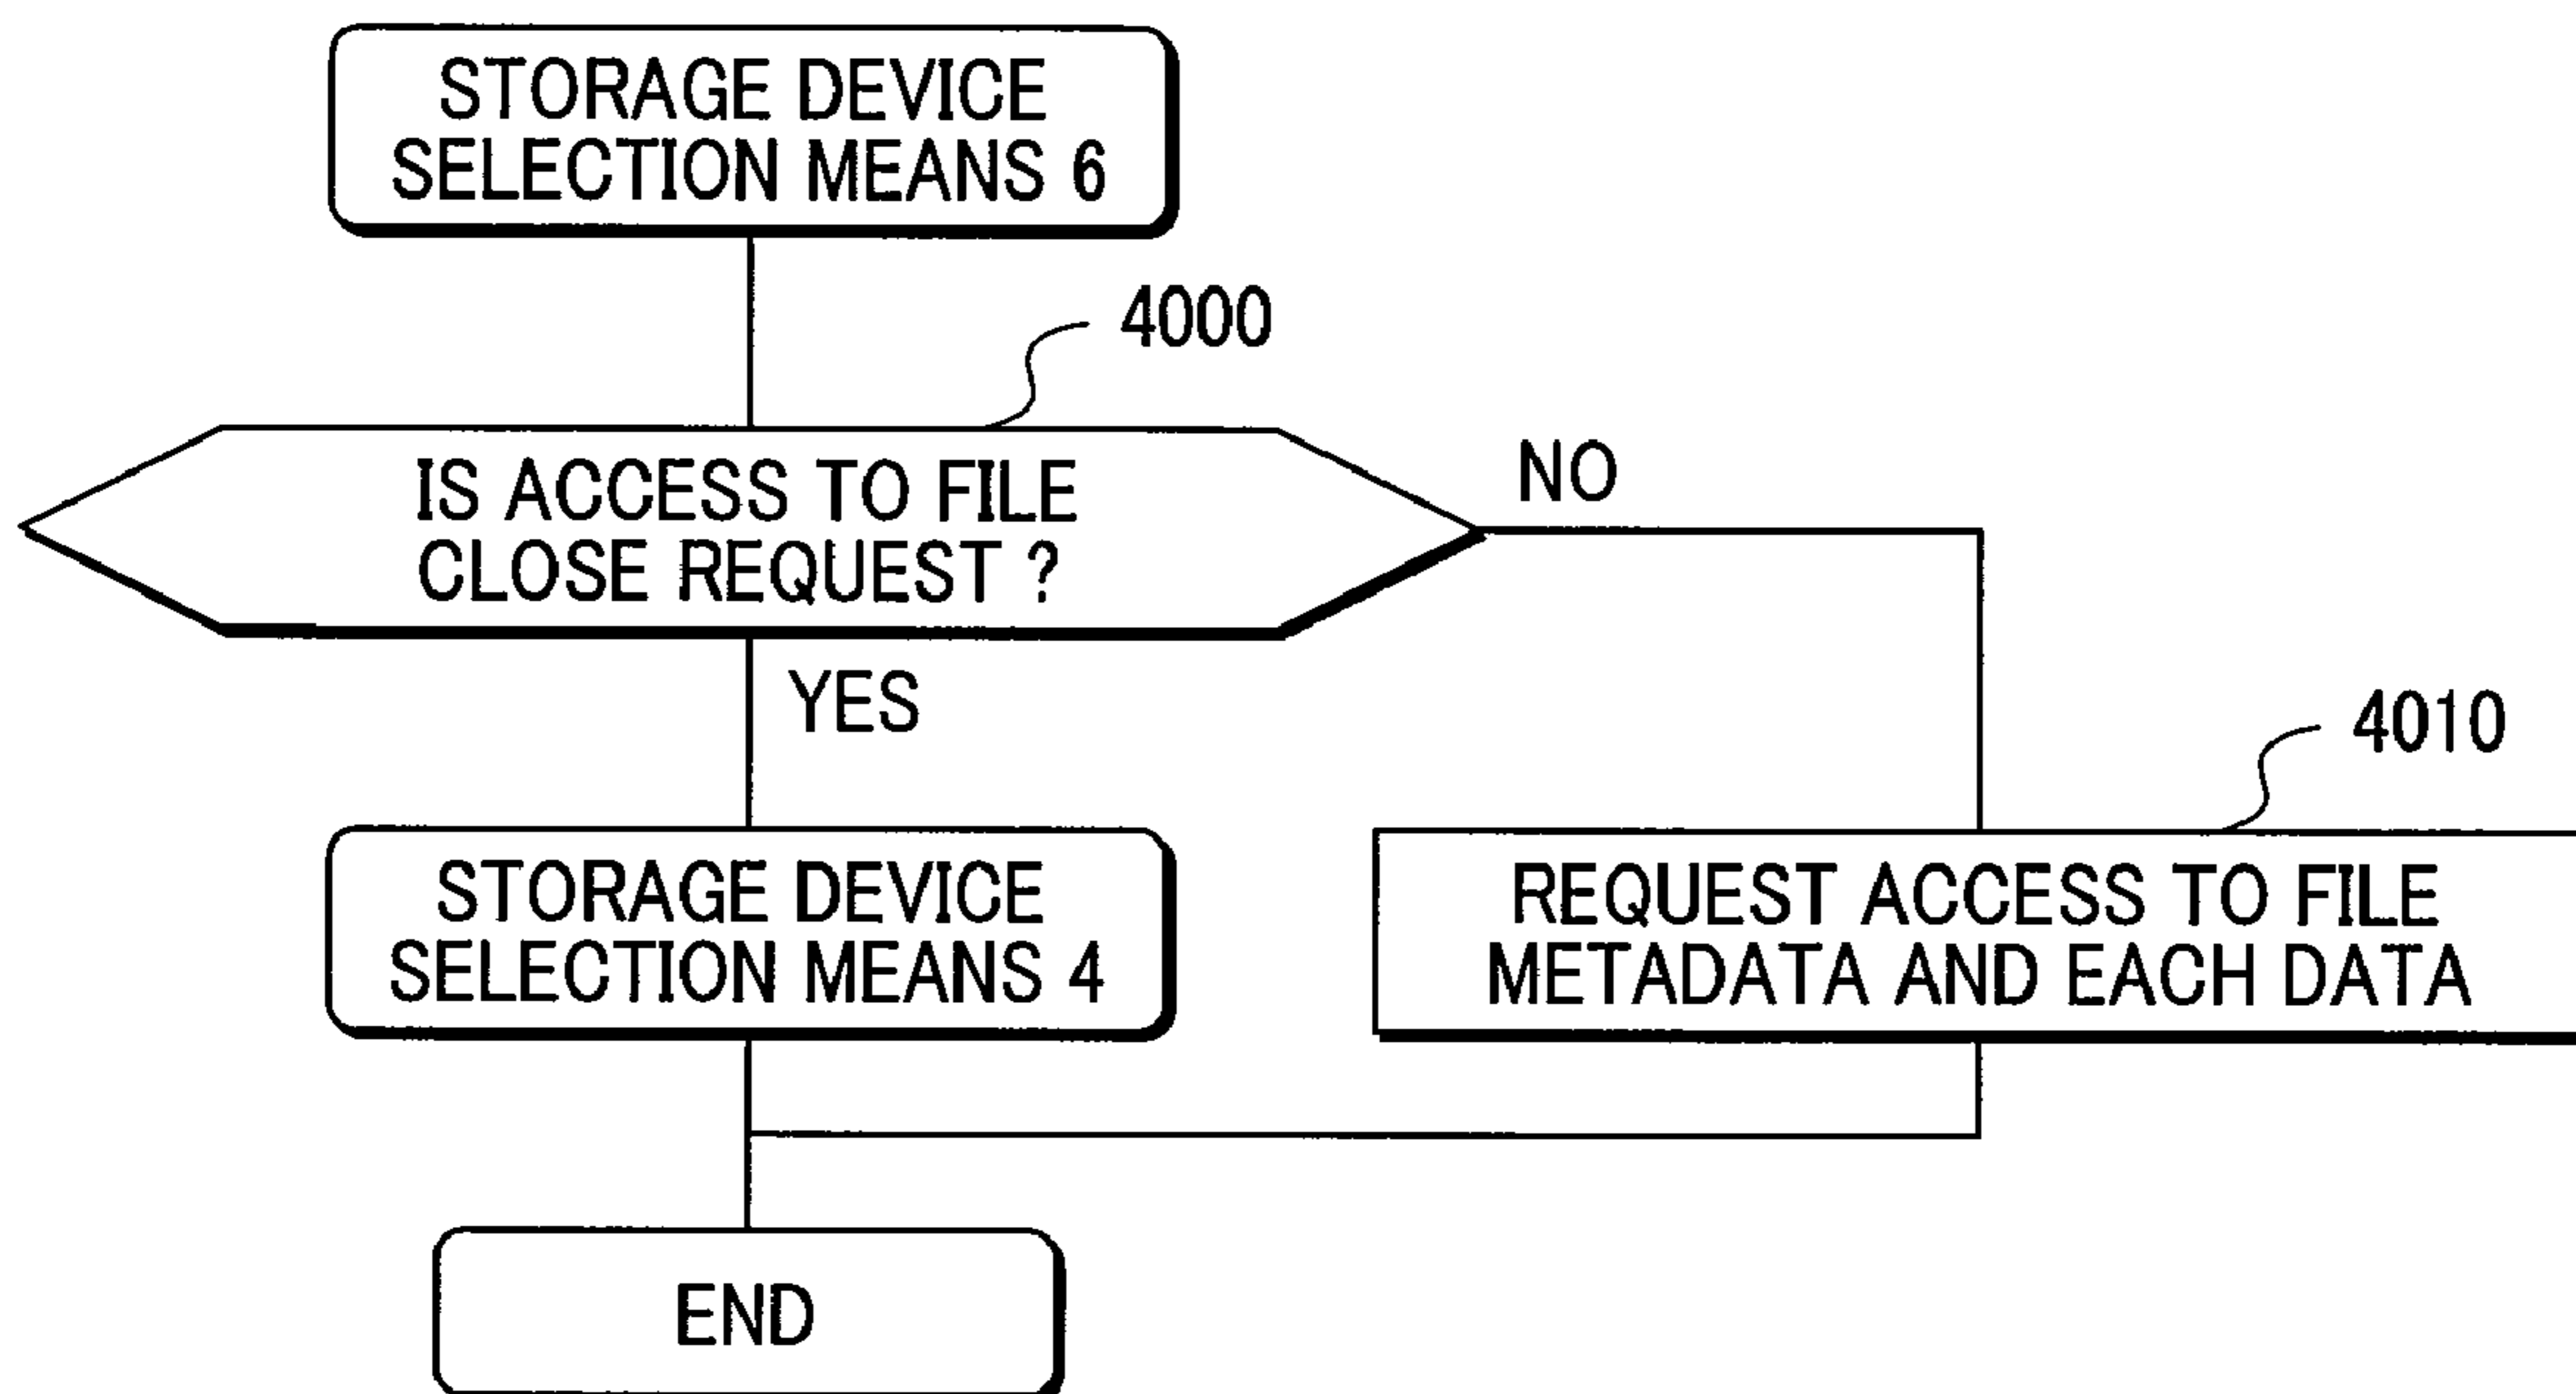 STORAGE DEVICE
SELECTION MEANS 6
4000
IS ACCESS TO FILE
CLOSE REQUEST ?
NO
YES
4010
STORAGE DEVICE
SELECTION MEANS 4
REQUEST ACCESS TO FILE
METADATA AND EACH DATA
END